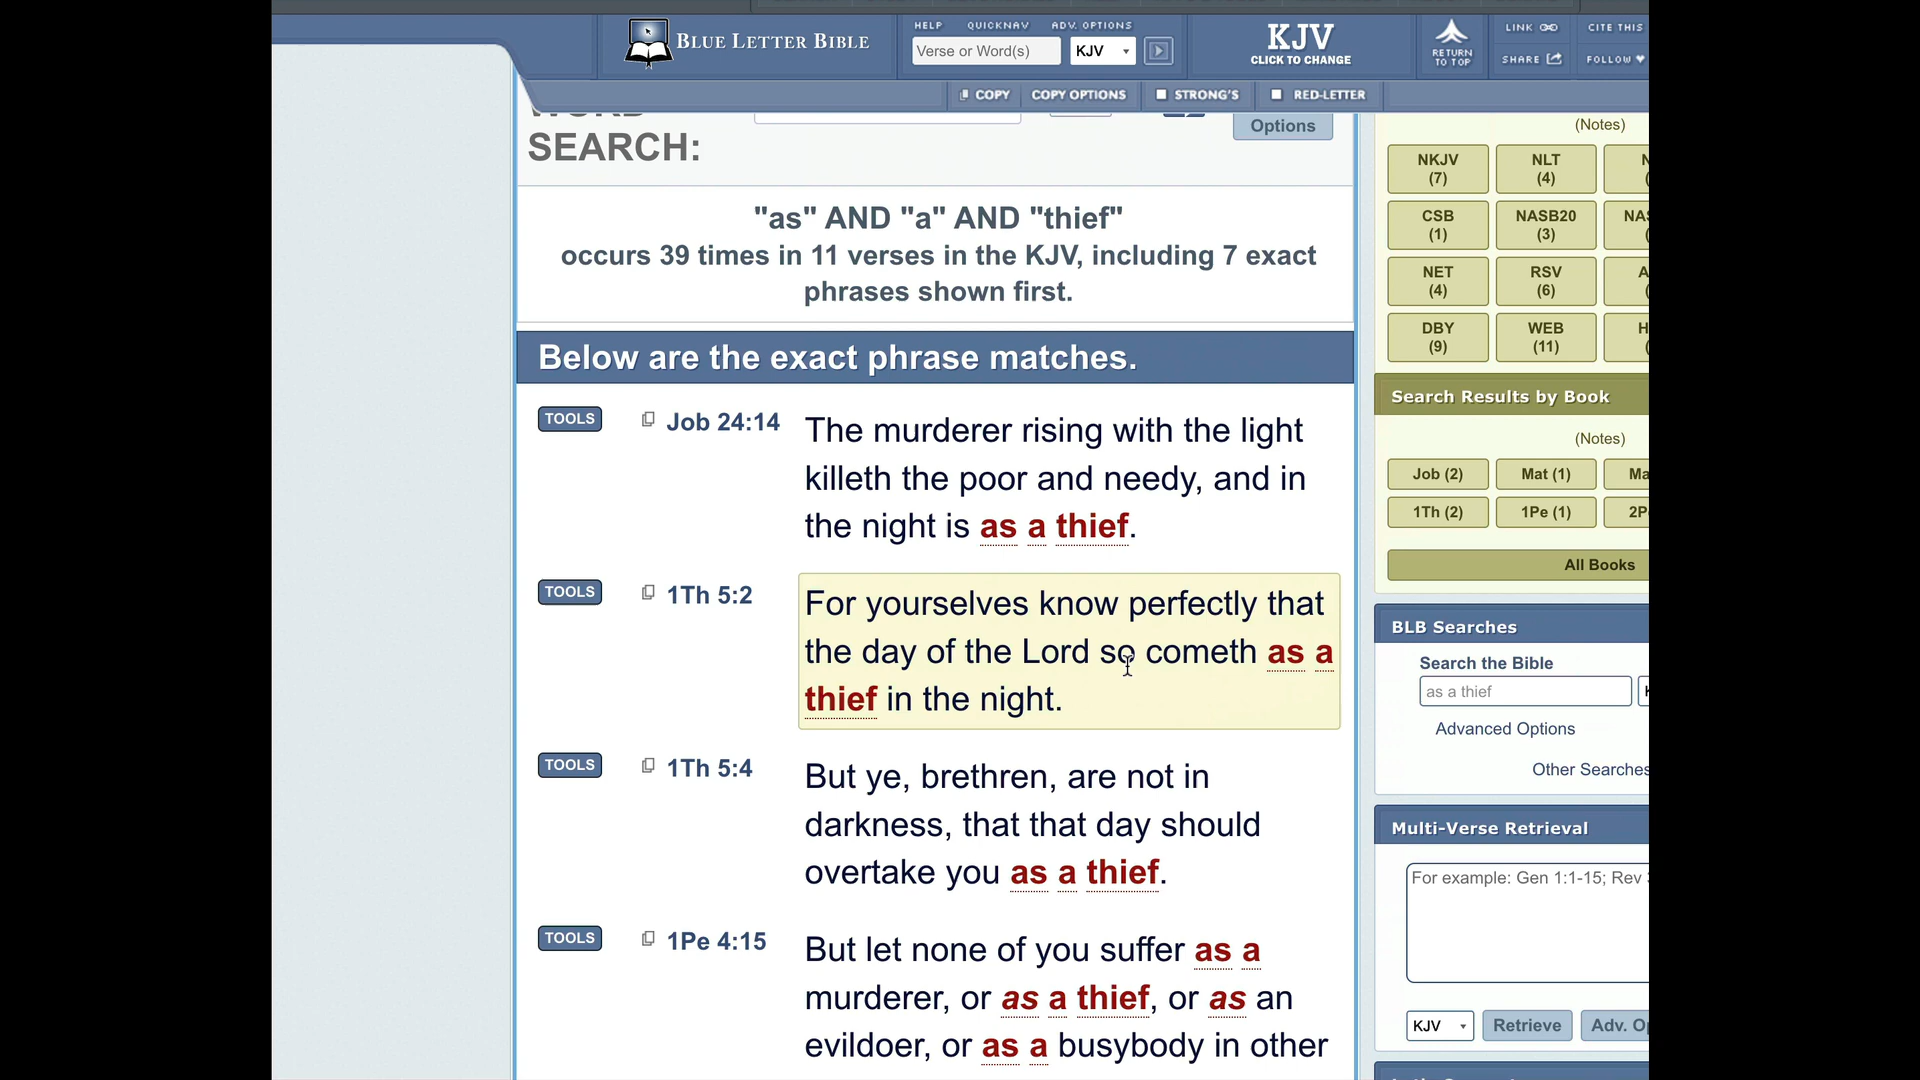 BLUE LETTER BIBLE
HELP QUICKNAV ADV. OPTIONS
Verse or Word(s) KJV
KJV
CLICK TO CHANGE
RETURN
TO TOP
LINK
CITE THIS
SHARE
FOLLOW
COPY COPY OPTIONS STRONG'S RED-LETTER
WORD
SEARCH:
Options
"as" AND "a" AND "thief"
occurs 39 times in 11 verses in the KJV, including 7 exact
phrases shown first.
Below are the exact phrase matches.
TOOLS Job 24:14 The murderer rising with the light
killeth the poor and needy, and in
the night is as a thief.
TOOLS 1Th 5:2 For yourselves know perfectly that
the day of the Lord so cometh as a
thief in the night.
TOOLS 1Th 5:4 But ye, brethren, are not in
darkness, that that day should
overtake you as a thief.
TOOLS 1Pe 4:15 But let none of you suffer as a
murderer, or as a thief, or as an
evildoer, or as a busybody in other
(Notes)
NKJV
(7)
NLT
(4)
CSB
(1)
NASB20
(3)
NET
(4)
RSV
(6)
DBY
(9)
WEB
(11)
Search Results by Book
(Notes)
Job (2) Mat (1)
1Th (2) 1Pe (1)
All Books
BLB Searches
Search the Bible
as a thief
Advanced Options
Other Searches
Multi-Verse Retrieval
For example: Gen 1:1-15; Rev
KJV Retrieve Adv.